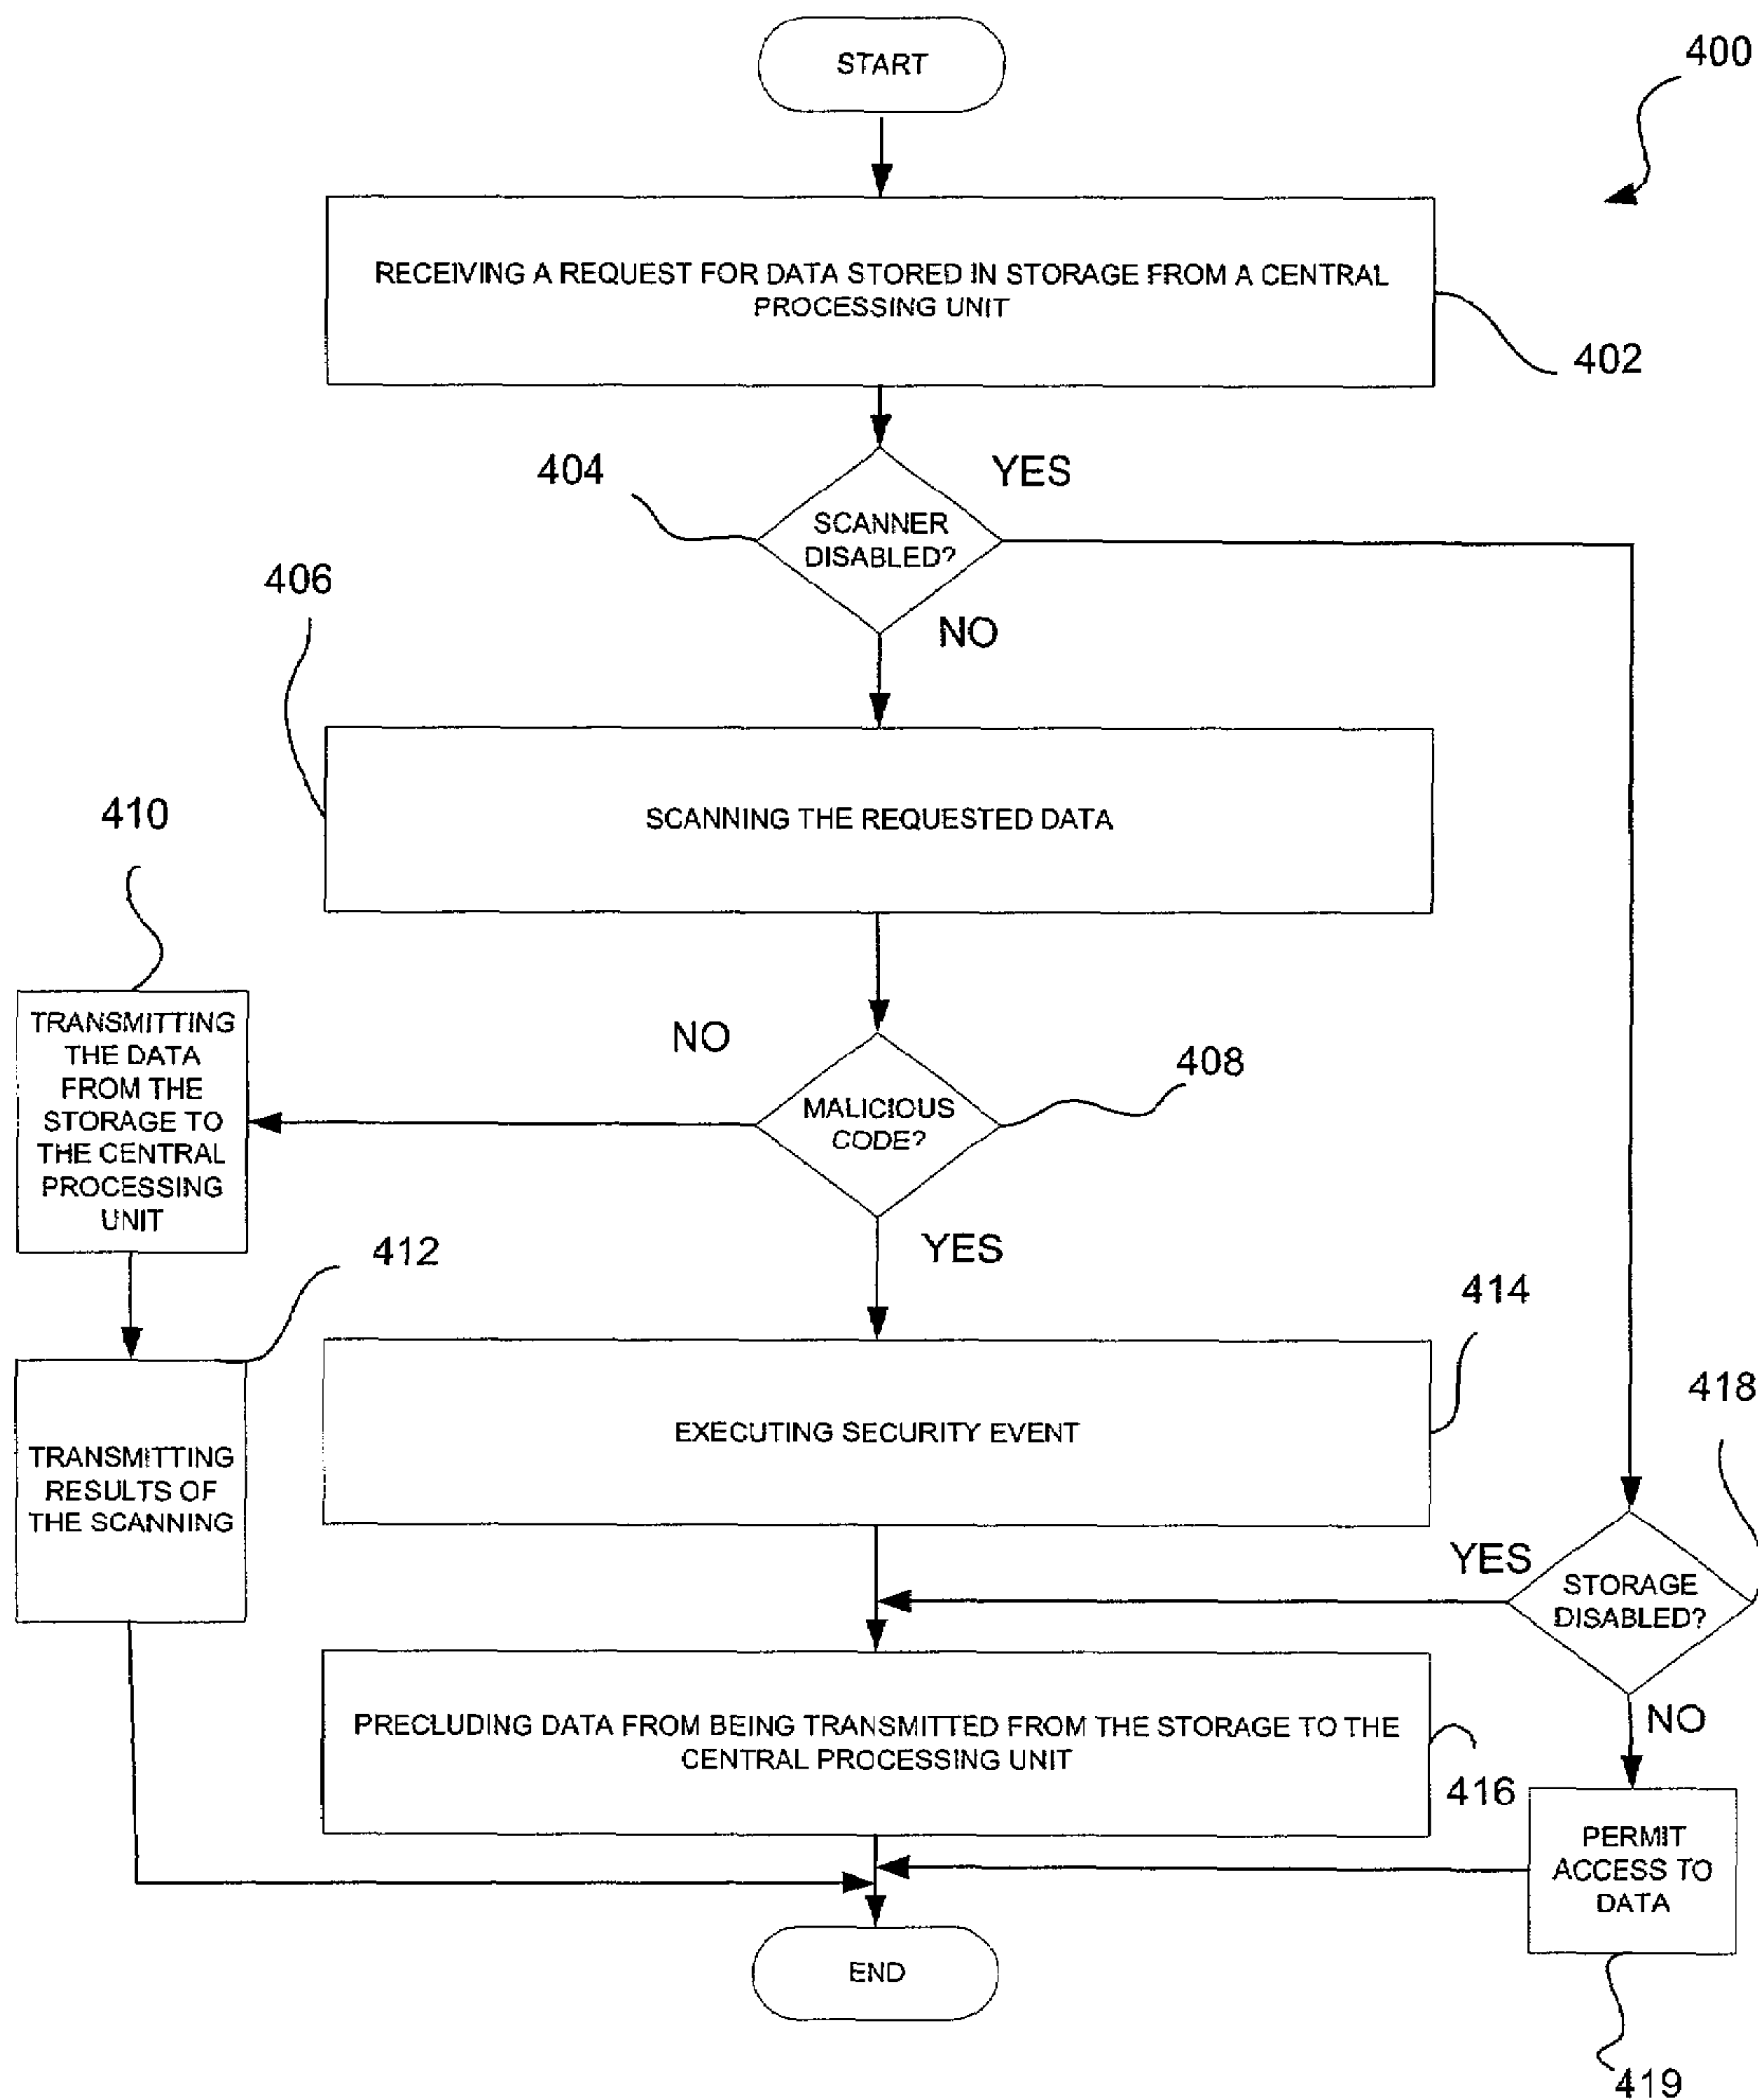 START
400
RECEIVING A REQUEST FOR DATA STORED IN STORAGE FROM A CENTRAL
PROCESSING UNIT
402
404
YES
SCANNER
DISABLED?
NO
406
SCANNING THE REQUESTED DATA
410
TRANSMITTING
THE DATA
FROM THE
STORAGE TO
THE CENTRAL
PROCESSING
UNIT
NO
408
MALICIOUS
CODE?
YES
412
TRANSMITTING
RESULTS OF
THE SCANNING
414
EXECUTING SECURITY EVENT
418
YES
STORAGE
DISABLED?
NO
PRECLUDING DATA FROM BEING TRANSMITTED FROM THE STORAGE TO THE
CENTRAL PROCESSING UNIT
416
PERMIT
ACCESS TO
DATA
419
END